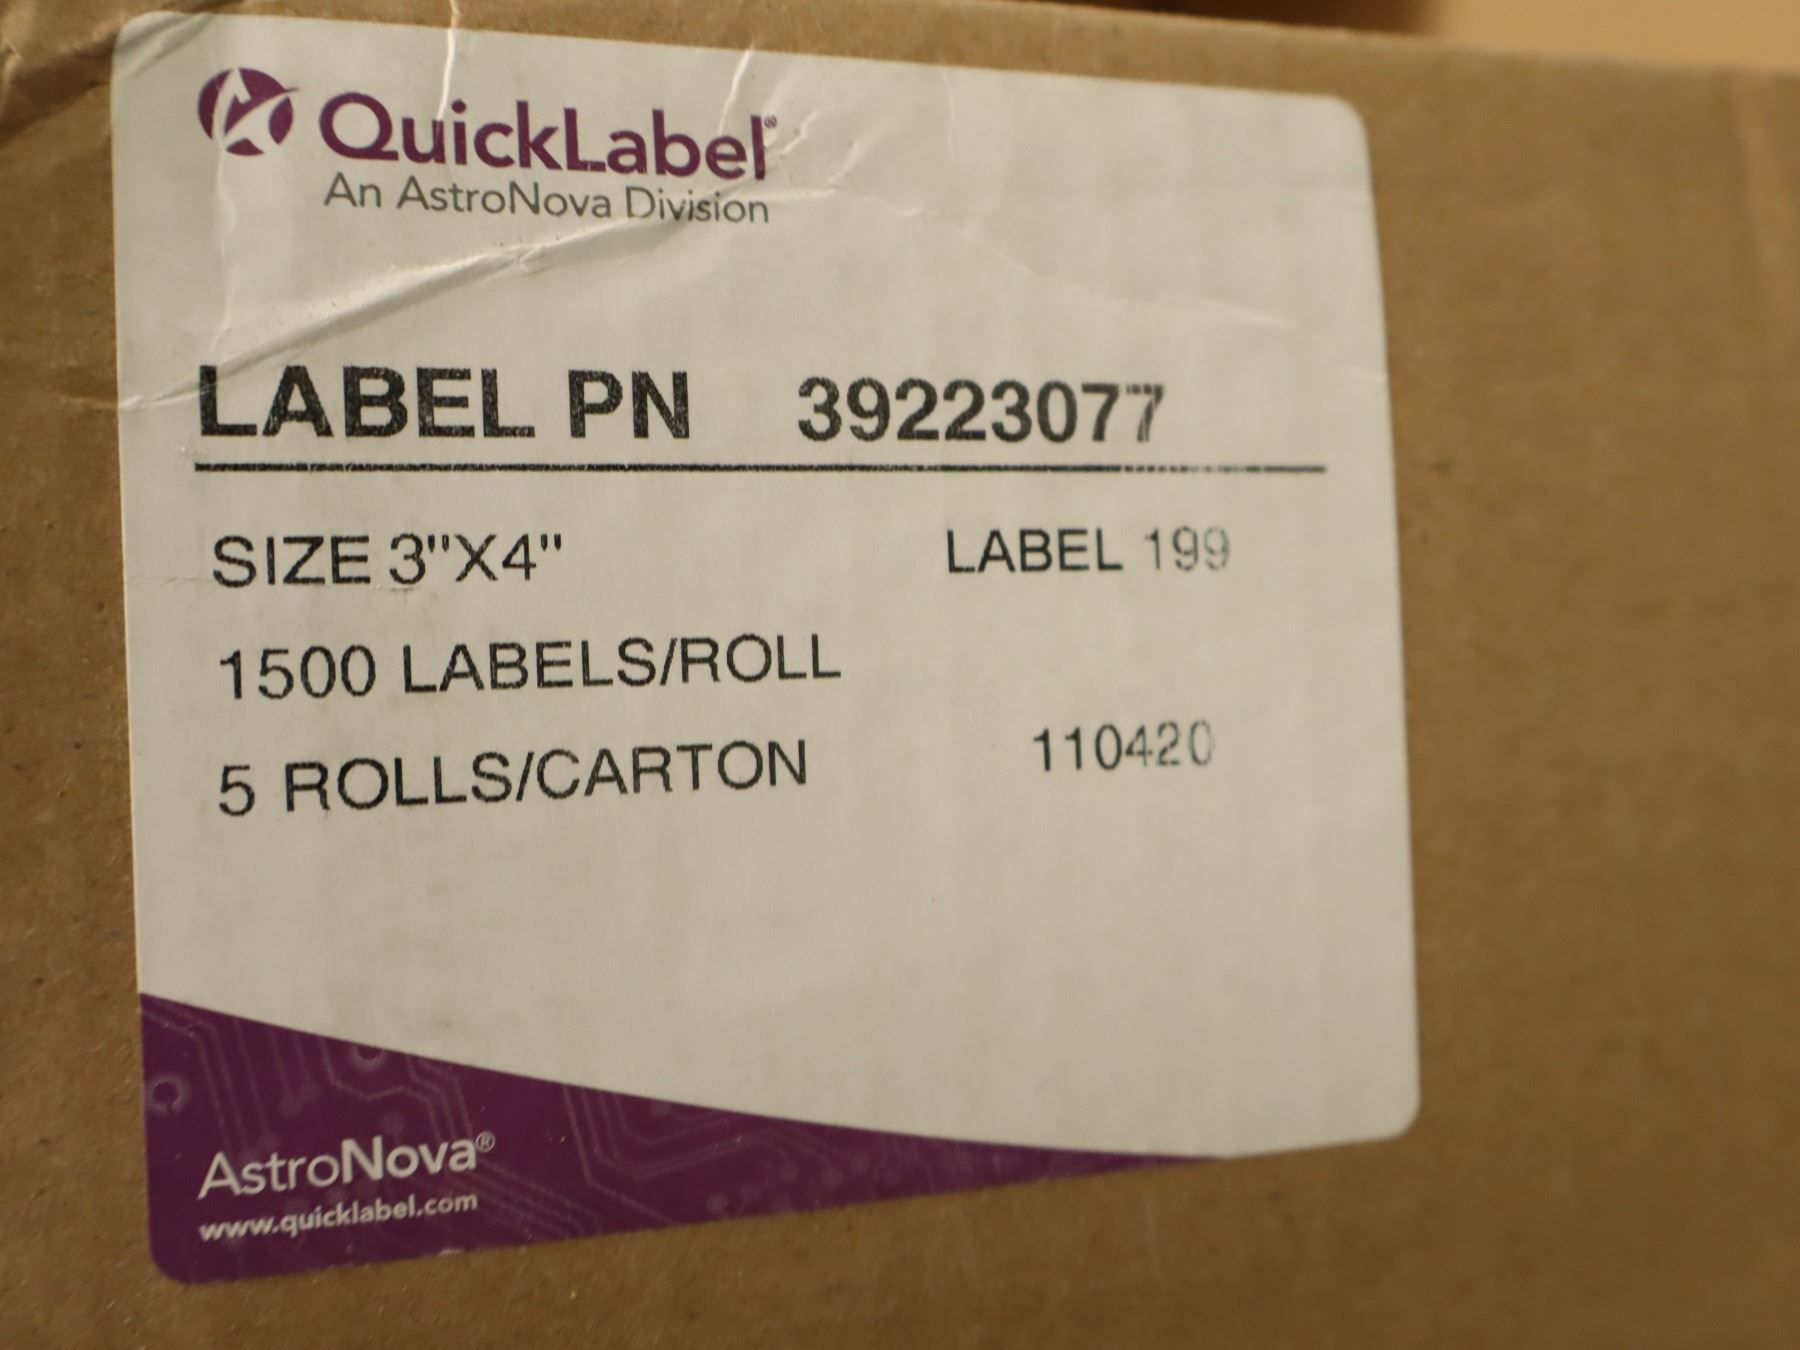 QuickLabel®
An AstroNova Division
LABEL PN 39223077
SIZE 3"X4" LABEL 199
1500 LABELS/ROLL
5 ROLLS/CARTON 110420
AstroNova®
www.quicklabel.com